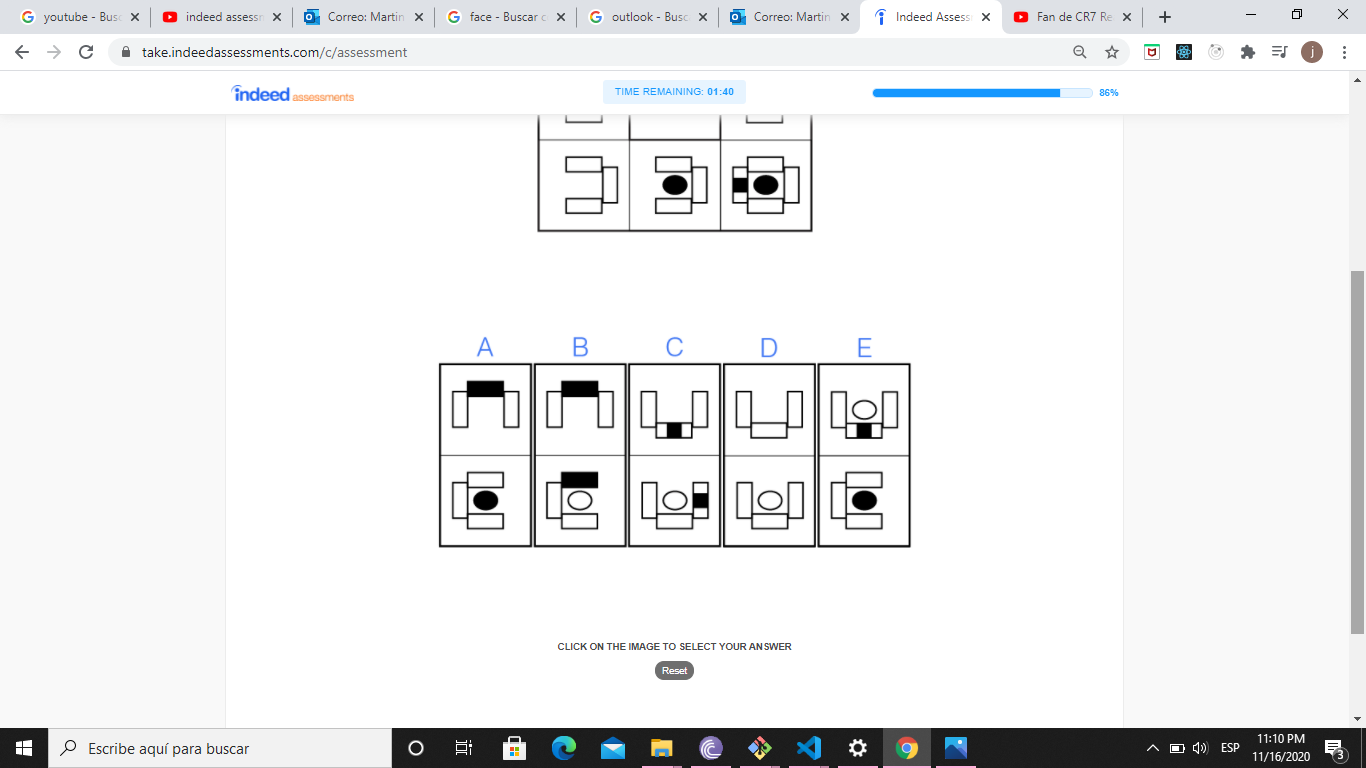 youtube - Busc
indeed assess
Correo: Martin
face - Buscar c
outlook - Busc
Correo: Martin
Indeed Assess
Fan de CR7 Re
take.indeedassessments.com/c/assessment
j
indeed assessments
TIME REMAINING: 01:40
86%
A B C D E
CLICK ON THE IMAGE TO SELECT YOUR ANSWER
Reset
Escribe aquí para buscar
ESP
11:10 PM
11/16/2020
3